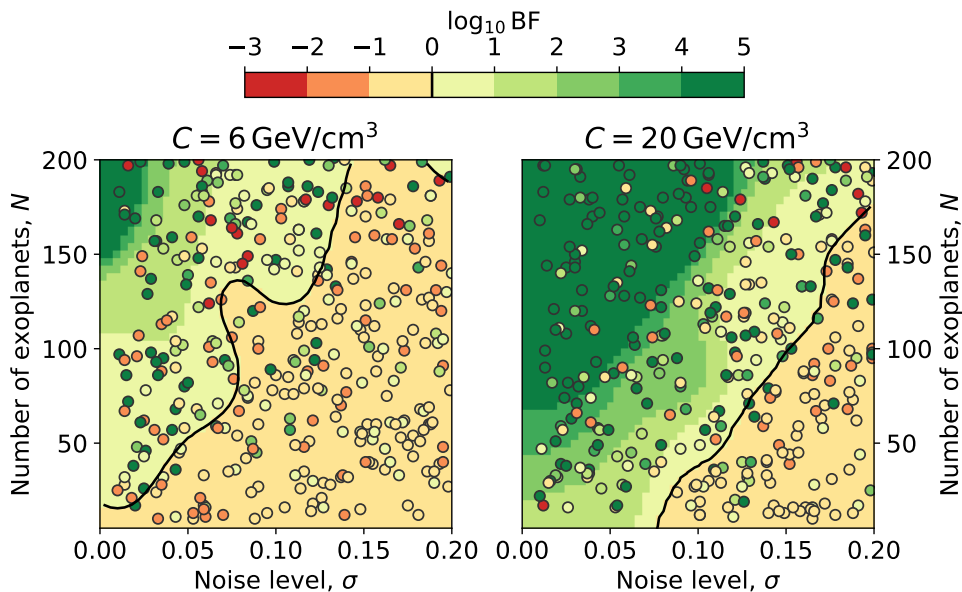 log₁₀ BF
−3 −2 −1 0 1 2 3 4 5
C = 6 GeV/cm³
C = 20 GeV/cm³
Number of exoplanets, N
200
150
100
50
0.00 0.05 0.10 0.15 0.20
Noise level, σ
200
150
100
50
Number of exoplanets, N
0.00 0.05 0.10 0.15 0.20
Noise level, σ